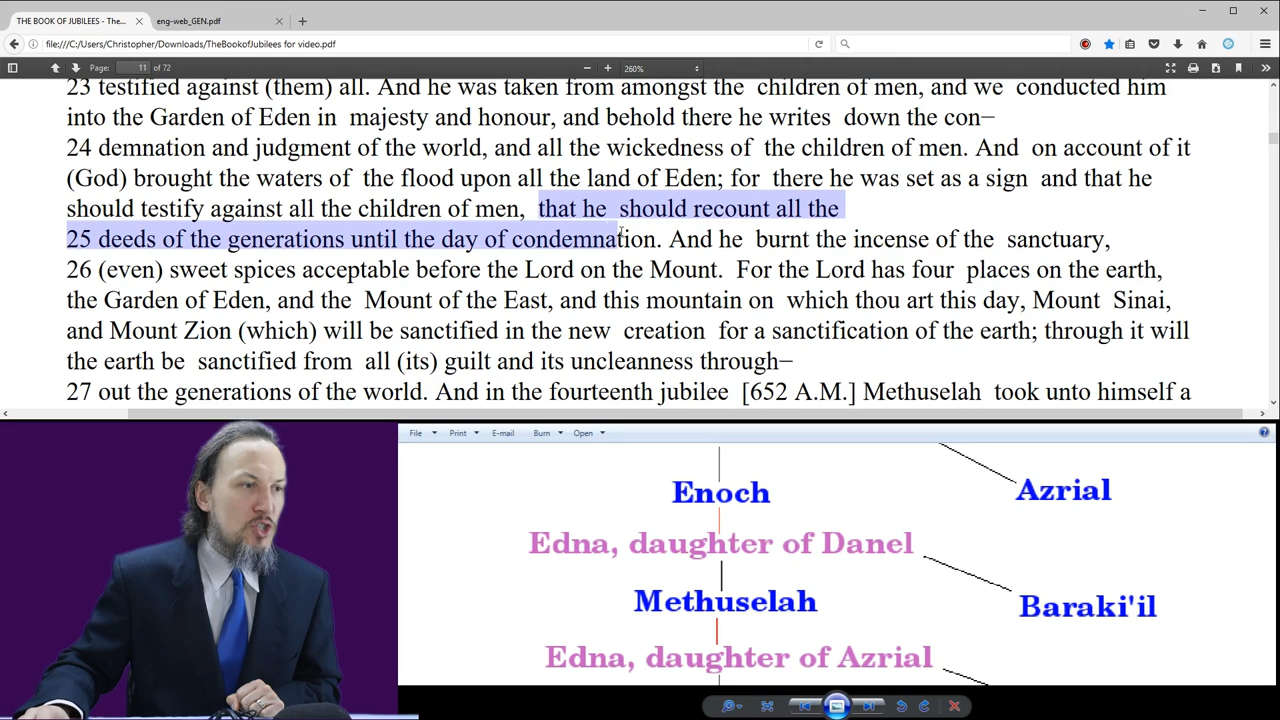 THE BOOK OF JUBILEES - The...
eng-web_GEN.pdf
file:///C:/Users/Christopher/Downloads/TheBookofJubilees for video.pdf
Page: 11 of 72
260%
23 testified against (them) all. And he was taken from amongst the children of men, and we conducted him
into the Garden of Eden in majesty and honour, and behold there he writes down the con−
24 demnation and judgment of the world, and all the wickedness of the children of men. And on account of it
(God) brought the waters of the flood upon all the land of Eden; for there he was set as a sign and that he
should testify against all the children of men, that he should recount all the
25 deeds of the generations until the day of condemnation. And he burnt the incense of the sanctuary,
26 (even) sweet spices acceptable before the Lord on the Mount. For the Lord has four places on the earth,
the Garden of Eden, and the Mount of the East, and this mountain on which thou art this day, Mount Sinai,
and Mount Zion (which) will be sanctified in the new creation for a sanctification of the earth; through it will
the earth be sanctified from all (its) guilt and its uncleanness through−
27 out the generations of the world. And in the fourteenth jubilee [652 A.M.] Methuselah took unto himself a
File Print E-mail Burn Open
Enoch
Azrial
Edna, daughter of Danel
Methuselah
Baraki'il
Edna, daughter of Azrial